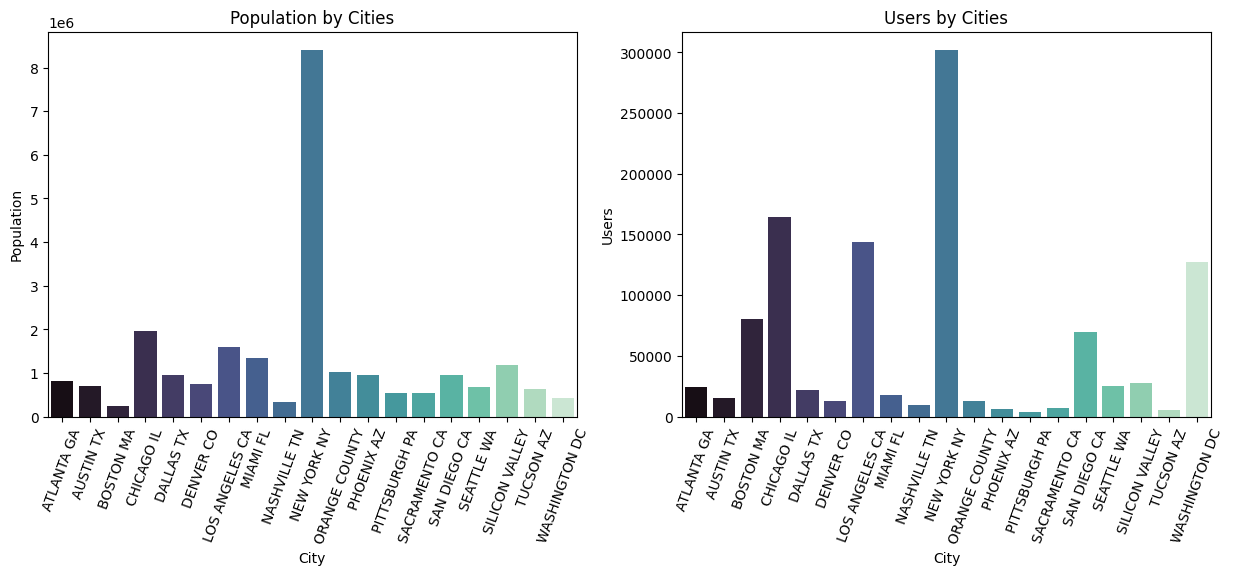 Population by Cities
1e6
8
7
6
5
4
3
2
1
0
Population
ATLANTA GA
AUSTIN TX
BOSTON MA
CHICAGO IL
DALLAS TX
DENVER CO
LOS ANGELES CA
MIAMI FL
NASHVILLE TN
NEW YORK NY
ORANGE COUNTY
PHOENIX AZ
PITTSBURGH PA
SACRAMENTO CA
SAN DIEGO CA
SEATTLE WA
SILICON VALLEY
TUCSON AZ
WASHINGTON DC
City
Users by Cities
300000
250000
200000
150000
100000
50000
0
Users
ATLANTA GA
AUSTIN TX
BOSTON MA
CHICAGO IL
DALLAS TX
DENVER CO
LOS ANGELES CA
MIAMI FL
NASHVILLE TN
NEW YORK NY
ORANGE COUNTY
PHOENIX AZ
PITTSBURGH PA
SACRAMENTO CA
SAN DIEGO CA
SEATTLE WA
SILICON VALLEY
TUCSON AZ
WASHINGTON DC
City